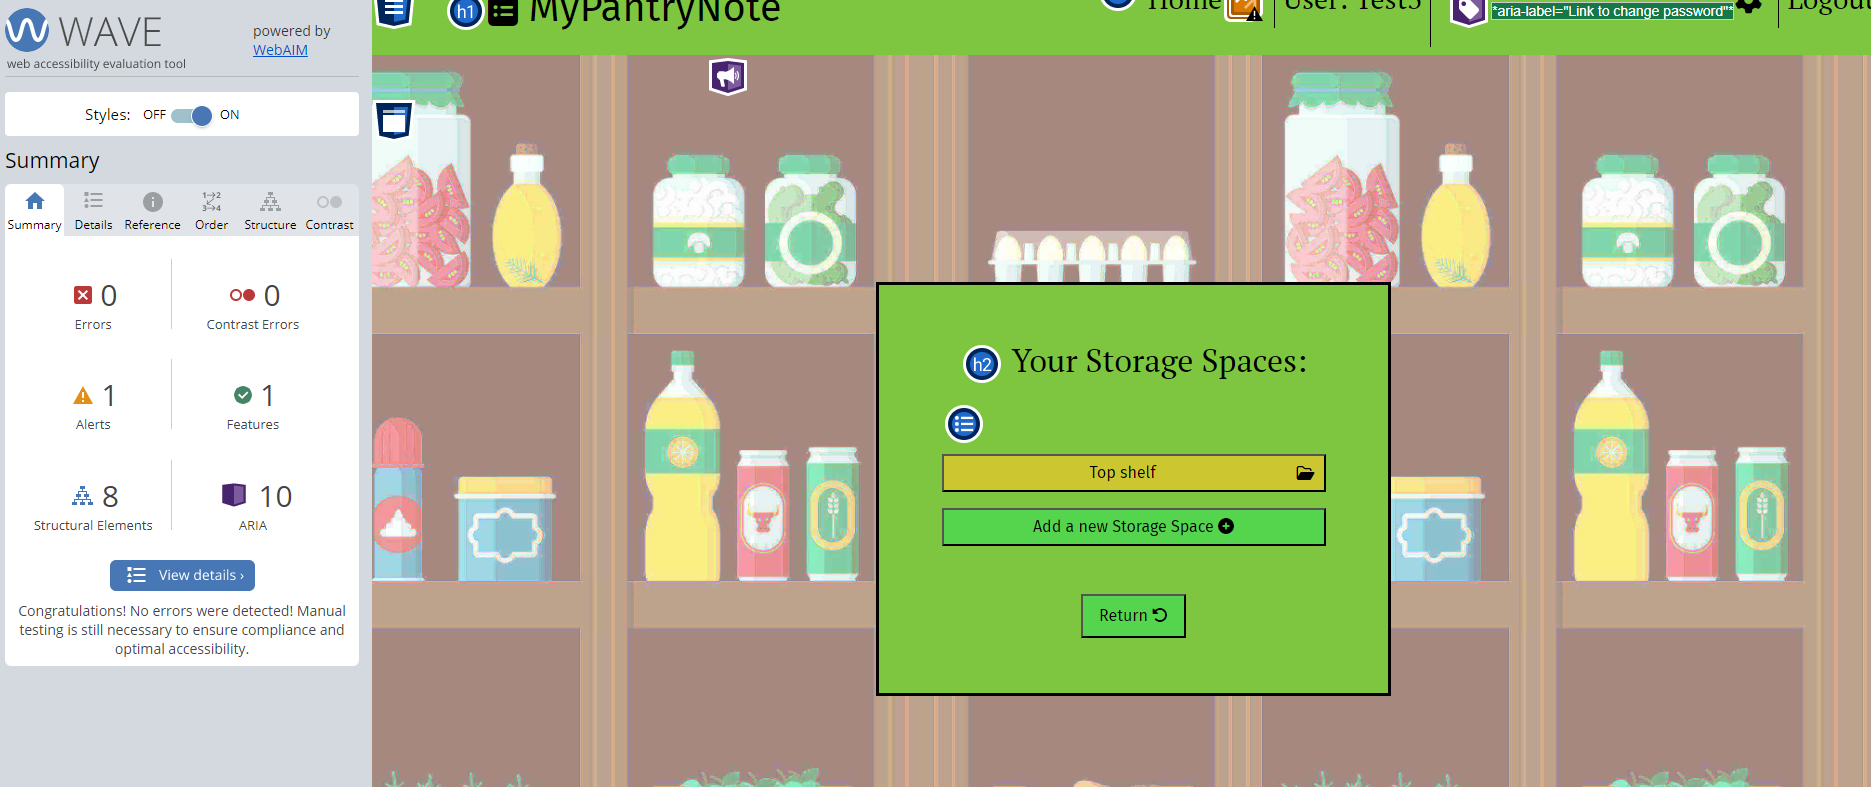 WAVE
powered by
WebAIM
web accessibility evaluation tool
Styles: OFF ON
Summary
Summary Details Reference Order Structure Contrast
0 0
Errors Contrast Errors
1 1
Alerts Features
8 10
Structural Elements ARIA
View details ›
Congratulations! No errors were detected! Manual
testing is still necessary to ensure compliance and
optimal accessibility.
h1 MyPantryNote Home User: Test5 *aria-label="Link to change password"* Logout
h2 Your Storage Spaces:
Top shelf
Add a new Storage Space
Return